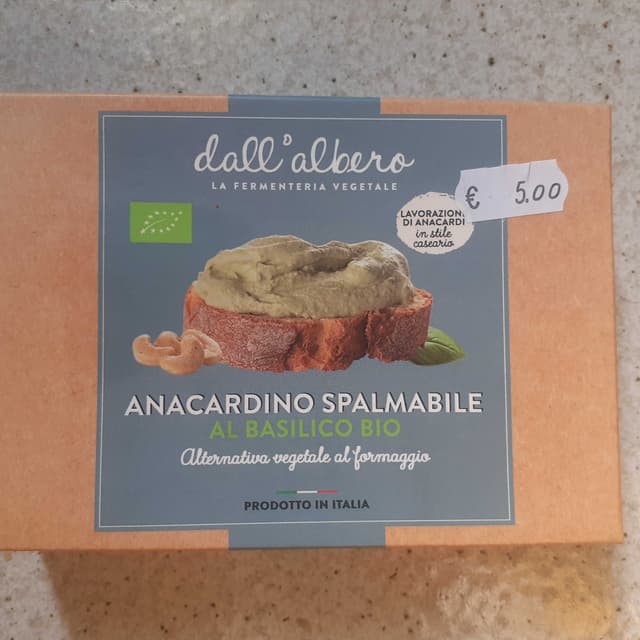 dall'albero
LA FERMENTERIA VEGETALE
€ 5.00
LAVORAZIONE
DI ANACARDI
in stile
caseario
ANACARDINO SPALMABILE
AL BASILICO BIO
Alternativa vegetale al formaggio
PRODOTTO IN ITALIA